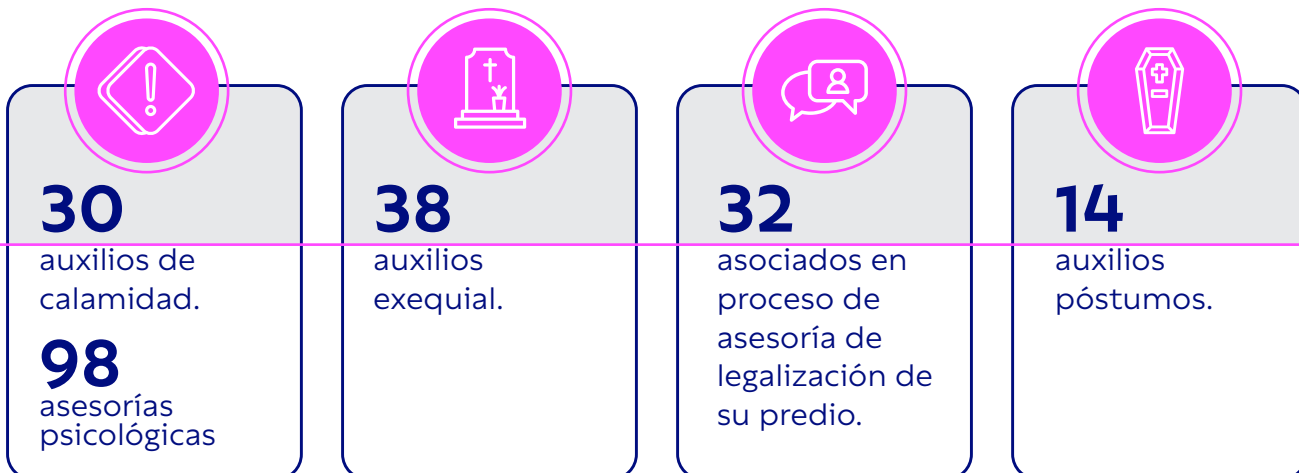 30
auxilios de
calamidad.
98
asesorías
psicológicas
38
auxilios
exequial.
32
asociados en
proceso de
asesoría de
legalización de
su predio.
14
auxilios
póstumos.